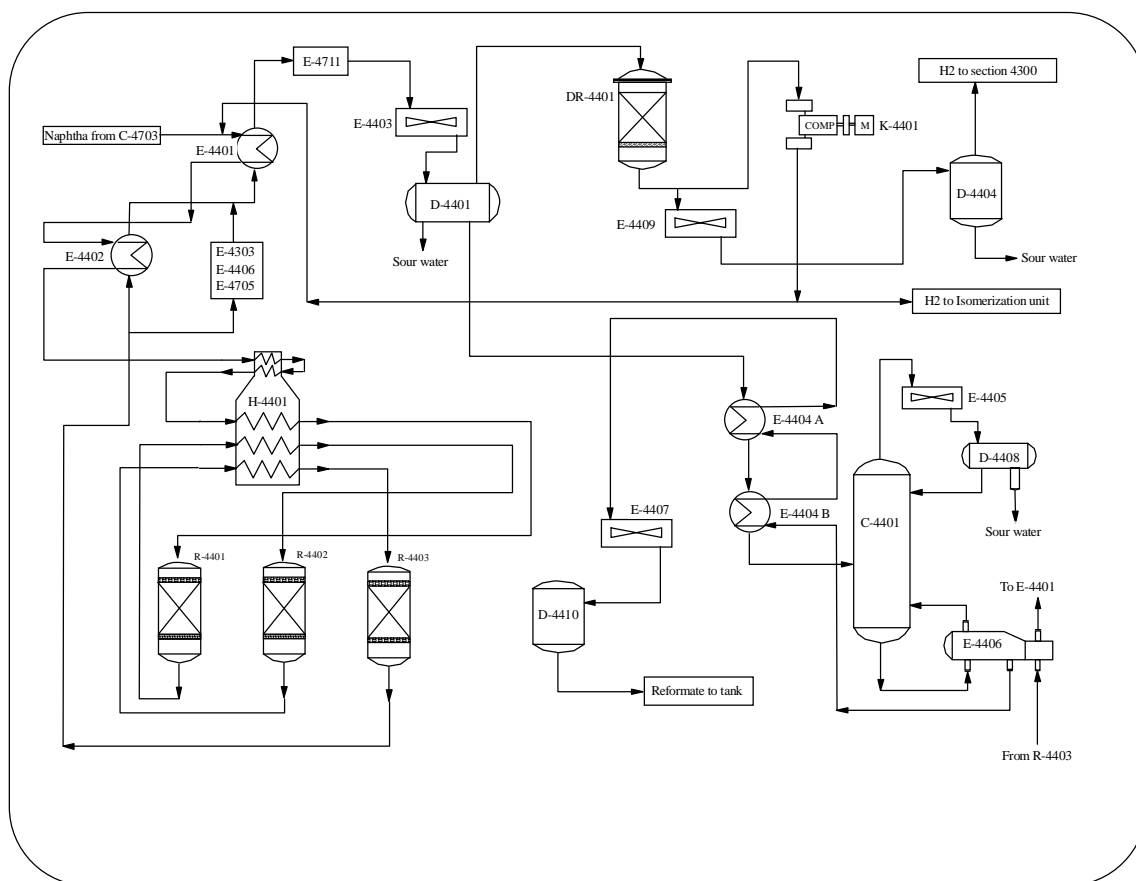 E-4711
H2 to section 4300
DR-4401
E-4403
Naphtha from C-4703
COMP
M
K-4401
E-4401
D-4401
D-4404
E-4409
E-4402
E-4303
E-4406
E-4705
Sour water
Sour water
H2 to Isomerization unit
H-4401
E-4405
E-4404 A
D-4408
E-4407
E-4404 B
C-4401
Sour water
R-4401
R-4402
R-4403
To E-4401
D-4410
E-4406
Reformate to tank
From R-4403